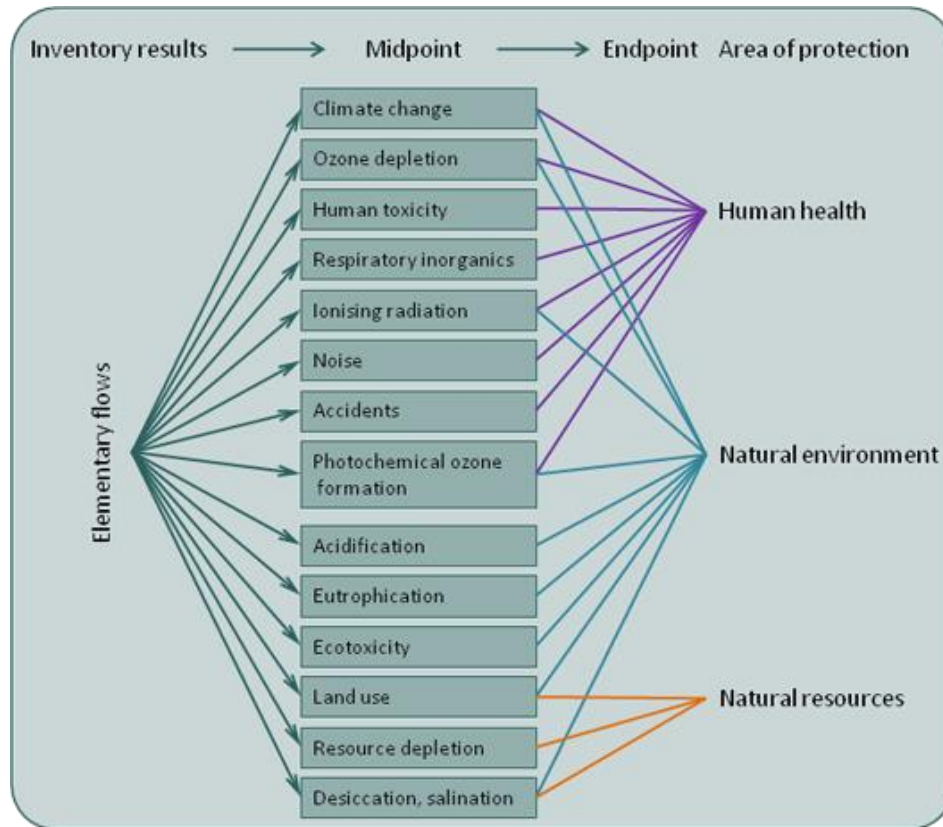 Inventory results Midpoint Endpoint Area of protection
Climate change
Ozone depletion
Human toxicity
Respiratory inorganics
Ionising radiation
Noise
Accidents
Photochemical ozone
formation
Acidification
Eutrophication
Ecotoxicity
Land use
Resource depletion
Desiccation, salination
Elementary flows
Human health
Natural environment
Natural resources